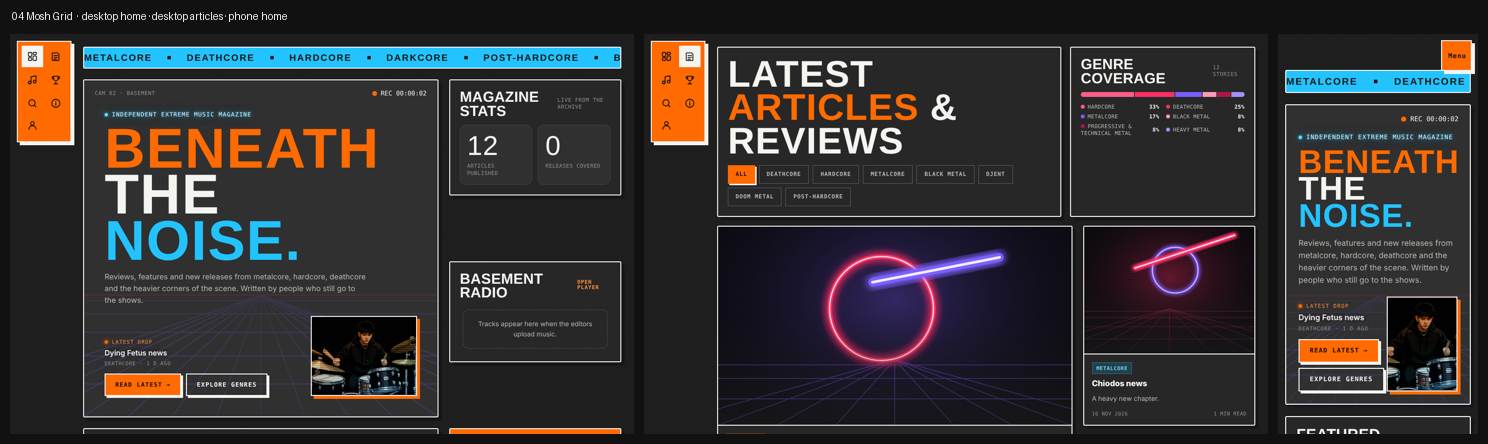 04 Mosh Grid · desktop home · desktop articles · phone home
METALCORE ▪ DEATHCORE ▪ HARDCORE ▪ DARKCORE ▪ POST-HARDCORE ▪ B
CAM 02 · BASEMENT
REC 00:00:02
INDEPENDENT EXTREME MUSIC MAGAZINE
BENEATH
THE
NOISE.
Reviews, features and new releases from metalcore, hardcore, deathcore
and the heavier corners of the scene. Written by people who still go to
the shows.
LATEST DROP
Dying Fetus news
DEATHCORE · 1 D AGO
READ LATEST →
EXPLORE GENRES
MAGAZINE
STATS
LIVE FROM THE
ARCHIVE
12
ARTICLES
PUBLISHED
0
RELEASES COVERED
BASEMENT
RADIO
OPEN
PLAYER
Tracks appear here when the editors
upload music.
LATEST
ARTICLES &
REVIEWS
ALL
DEATHCORE
HARDCORE
METALCORE
BLACK METAL
DJENT
DOOM METAL
POST-HARDCORE
GENRE
COVERAGE
12
STORIES
HARDCORE 33%
DEATHCORE 25%
METALCORE 17%
BLACK METAL 8%
PROGRESSIVE &
TECHNICAL METAL 8%
HEAVY METAL 8%
METALCORE
Chiodos news
A heavy new chapter.
16 NOV 2026
1 MIN READ
Menu
METALCORE ▪ DEATHCORE
REC 00:00:02
INDEPENDENT EXTREME MUSIC MAGAZINE
BENEATH
THE
NOISE.
Reviews, features and new releases from
metalcore, hardcore, deathcore and the
heavier corners of the scene. Written by
people who still go to the shows.
LATEST DROP
Dying Fetus news
DEATHCORE · 1 D AGO
READ LATEST →
EXPLORE GENRES
FEATURED